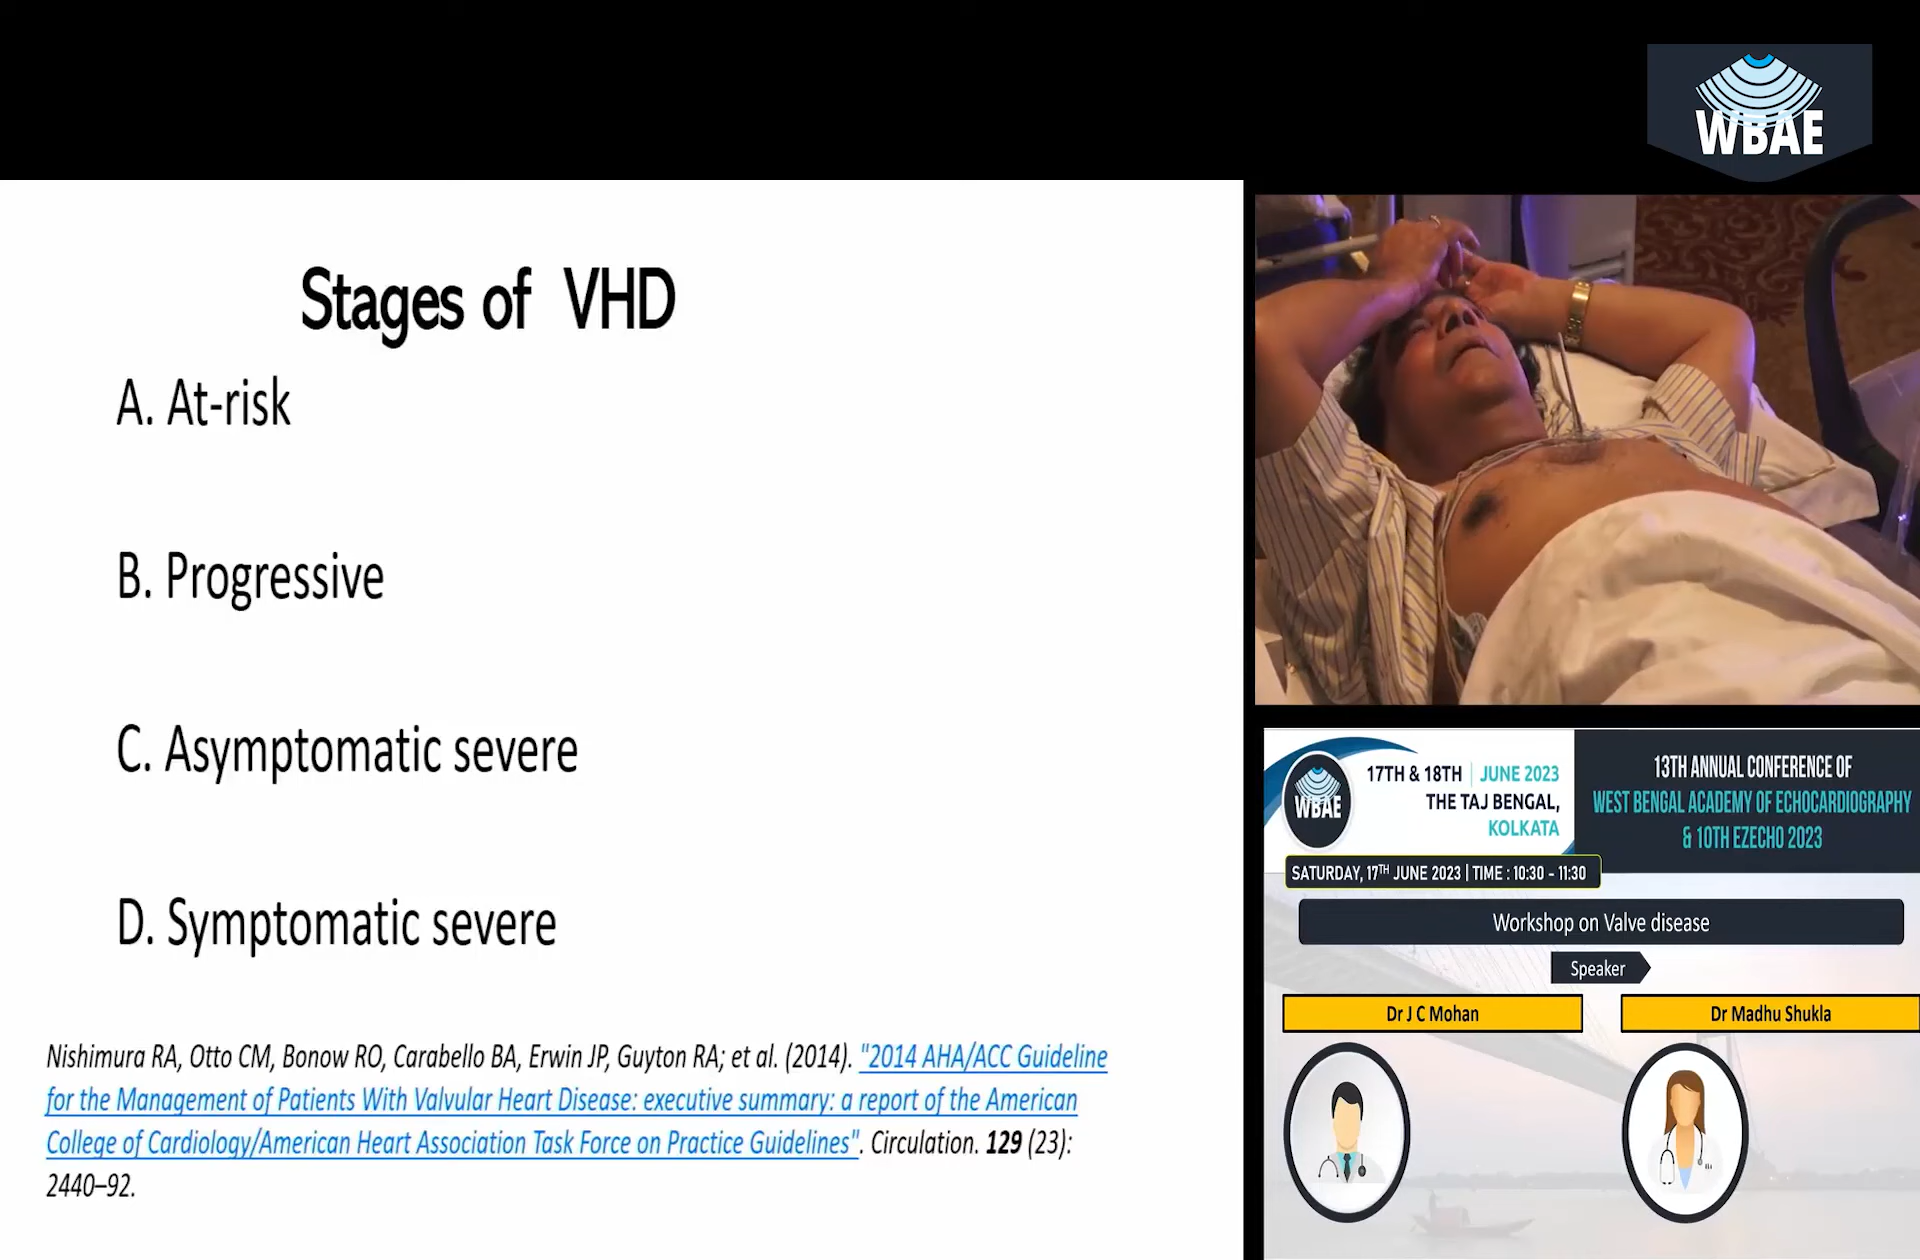 WBAE
Stages of VHD
A. At-risk
B. Progressive
C. Asymptomatic severe
D. Symptomatic severe
Nishimura RA, Otto CM, Bonow RO, Carabello BA, Erwin JP, Guyton RA; et al. (2014). "2014 AHA/ACC Guideline
for the Management of Patients With Valvular Heart Disease: executive summary: a report of the American
College of Cardiology/American Heart Association Task Force on Practice Guidelines". Circulation. 129 (23):
2440–92.
WBAE
17TH & 18TH | JUNE 2023
THE TAJ BENGAL,
KOLKATA
13TH ANNUAL CONFERENCE OF
WEST BENGAL ACADEMY OF ECHOCARDIOGRAPHY
& 10TH EZECHO 2023
SATURDAY, 17TH JUNE 2023 | TIME : 10:30 - 11:30
Workshop on Valve disease
Speaker
Dr J C Mohan
Dr Madhu Shukla